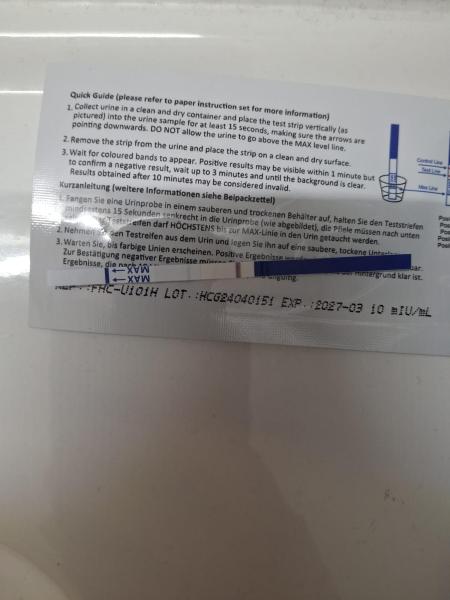 Quick Guide (please refer to paper instruction set for more information)
1. Collect urine in a clean and dry container and place the test strip vertically (as
pictured) into the urine sample for at least 15 seconds, making sure the arrows are
pointing downwards. DO NOT allow the urine to go above the MAX level line.
2. Remove the strip from the urine and place the strip on a clean and dry surface.
3. Wait for coloured bands to appear. Positive results may be visible within 1 minute but
to confirm a negative result, wait up to 3 minutes and until the background is clear.
Results obtained after 10 minutes may be considered invalid.
Control Line
Test Line
Max Line
Kurzanleitung (weitere Informationen siehe Beipackzettel)
1. Fangen Sie eine Urinprobe in einem sauberen und trockenen Behälter auf, halten Sie den Teststreifen
mindestens 15 Sekunden senkrecht in die Urinprobe (wie abgebildet), die Pfeile müssen nach unten
Teststreifen darf HÖCHSTENS bis zur MAX-Linie in den Urin getaucht werden.
2. Nehmen den Testreifen aus dem Urin und legen Sie ihn auf eine saubere, trockene
3. Warten Sie, bis farbige Linien erscheinen. Positive Ergebnisse
Zur Bestätigung negativer Ergebnisse
Hintergrund klar ist.
Ergebnisse, die nach
MAX
MAX
FHC-U101H LOT.:HCG24040151 EXP.:2027-03 10 mIU/mL